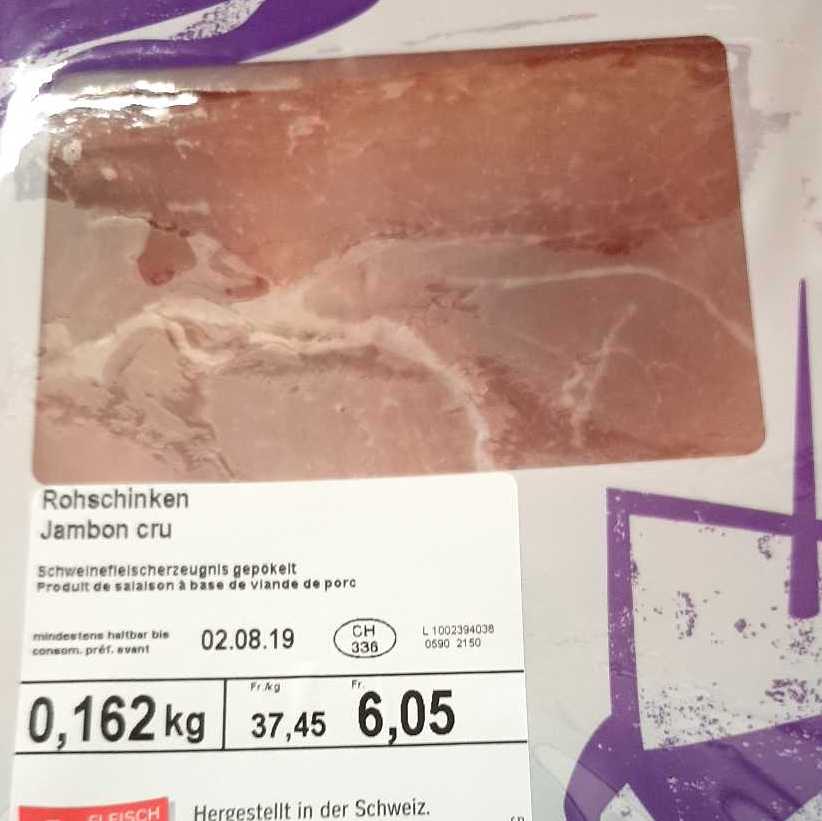 Rohschinken
Jambon cru
Schweinefleischerzeugnis gepökelt
Produit de salaison à base de viande de porc
mindestens haltbar bis
consom. préf. avant
02.08.19
CH
336
L 1002394038
0590 2150
0,162 kg
Fr./kg
37,45
Fr.
6,05
FLEISCH
Hergestellt in der Schweiz.